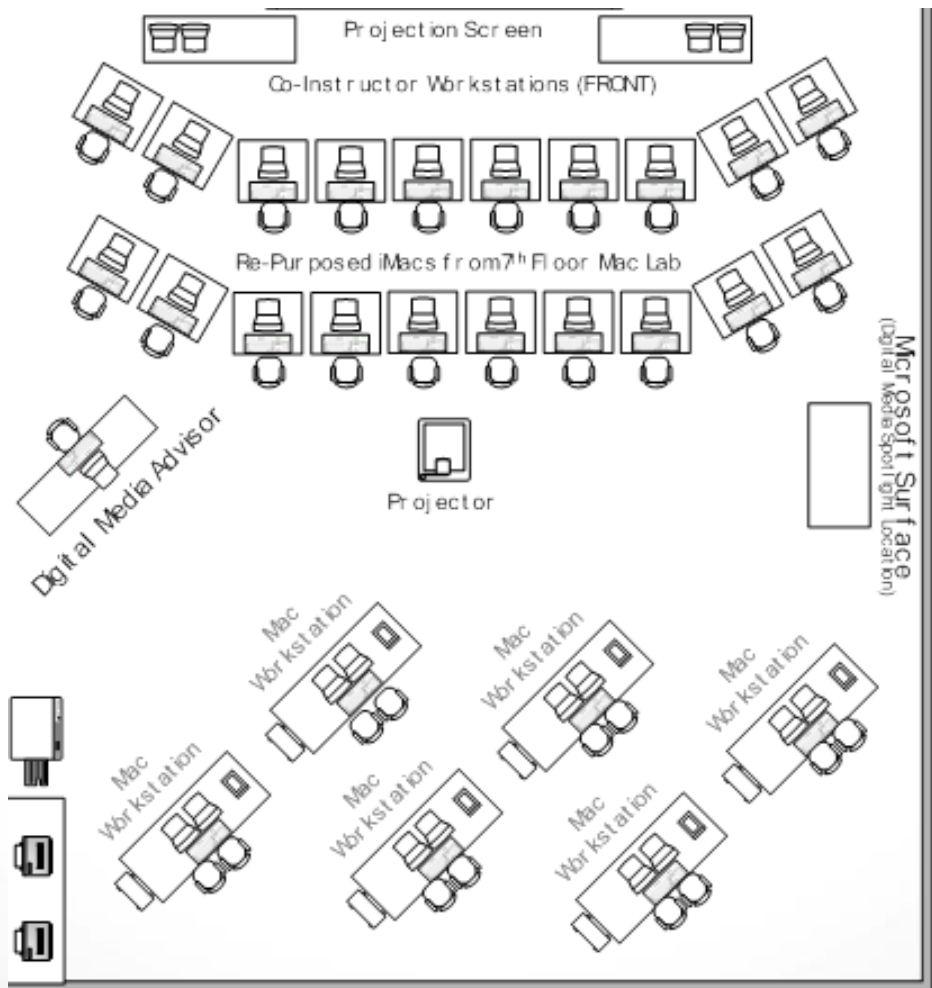 Projection Screen
Co-Instructor Workstations (FRONT)
Re-Purposed iMacs from 7th Floor Mac Lab
Microsoft Surface
(Digital Media Spotlight Location)
Digital Media Advisor
Projector
Mac
Workstation
Mac
Workstation
Mac
Workstation
Mac
Workstation
Mac
Workstation
Mac
Workstation